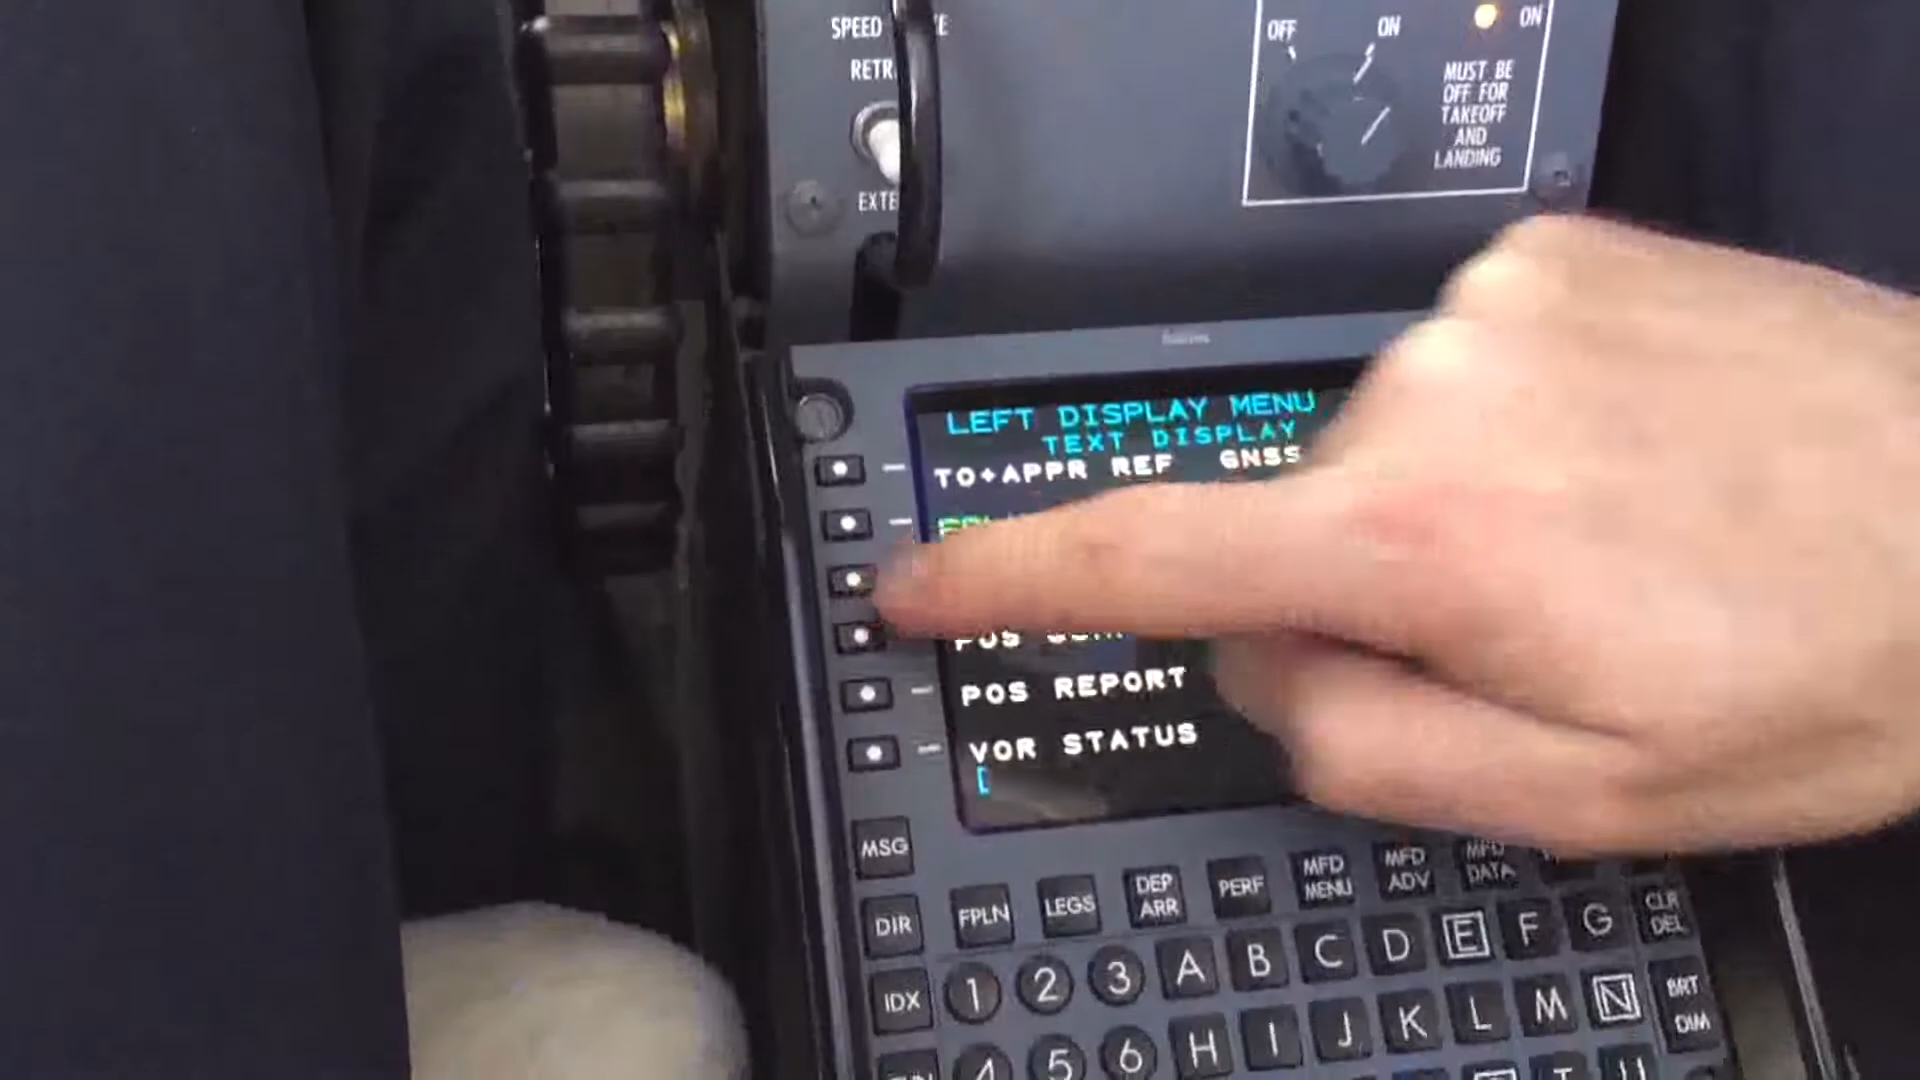 SPEED
RETR
EXTE
OFF
ON
ON
MUST BE
OFF FOR
TAKEOFF
AND
LANDING
LEFT DISPLAY MENU
TEXT DISPLAY
TO+APPR REF GNSS
POS
POS REPORT
VOR STATUS
[
MSG
DIR
IDX
FPLN
LEGS
DEP
ARR
PERF
MFD
MENU
MFD
ADV
MFD
DATA
CLR
DEL
1 2 3 A B C D E F G
4 5 6 H I J K L M N
BRT
DIM